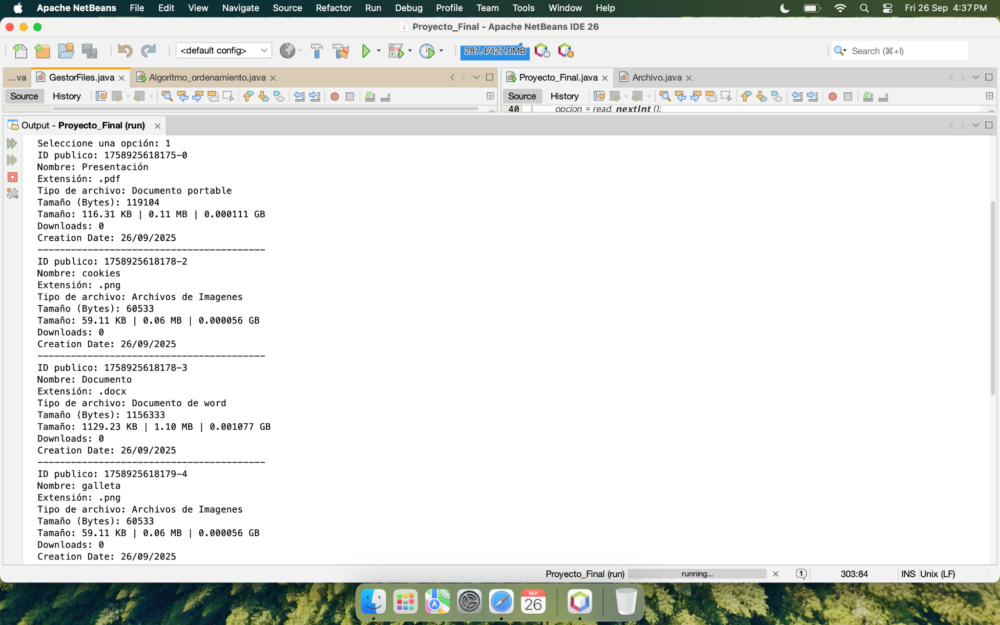 Apache NetBeans File Edit View Navigate Source Refactor Run Debug Profile Team Tools Window Help Fri 26 Sep 4:37 PM
Proyecto_Final - Apache NetBeans IDE 26
<default config> 287.4/427.0MB Search (⌘+I)
...va GestorFiles.java Algoritmo_ordenamiento.java Proyecto_Final.java Archivo.java
Source History Source History
40 opcion = read.nextInt();
Output - Proyecto_Final (run)
Seleccione una opción: 1
ID publico: 1758925618175-0
Nombre: Presentación
Extensión: .pdf
Tipo de archivo: Documento portable
Tamaño (Bytes): 119104
Tamaño: 116.31 KB | 0.11 MB | 0.000111 GB
Downloads: 0
Creation Date: 26/09/2025
-----------------------------------------
ID publico: 1758925618178-2
Nombre: cookies
Extensión: .png
Tipo de archivo: Archivos de Imagenes
Tamaño (Bytes): 60533
Tamaño: 59.11 KB | 0.06 MB | 0.000056 GB
Downloads: 0
Creation Date: 26/09/2025
-----------------------------------------
ID publico: 1758925618178-3
Nombre: Documento
Extensión: .docx
Tipo de archivo: Documento de word
Tamaño (Bytes): 1156333
Tamaño: 1129.23 KB | 1.10 MB | 0.001077 GB
Downloads: 0
Creation Date: 26/09/2025
-----------------------------------------
ID publico: 1758925618179-4
Nombre: galleta
Extensión: .png
Tipo de archivo: Archivos de Imagenes
Tamaño (Bytes): 60533
Tamaño: 59.11 KB | 0.06 MB | 0.000056 GB
Downloads: 0
Creation Date: 26/09/2025
Proyecto_Final (run) running... 1 303:84 INS Unix (LF)
SEP
26